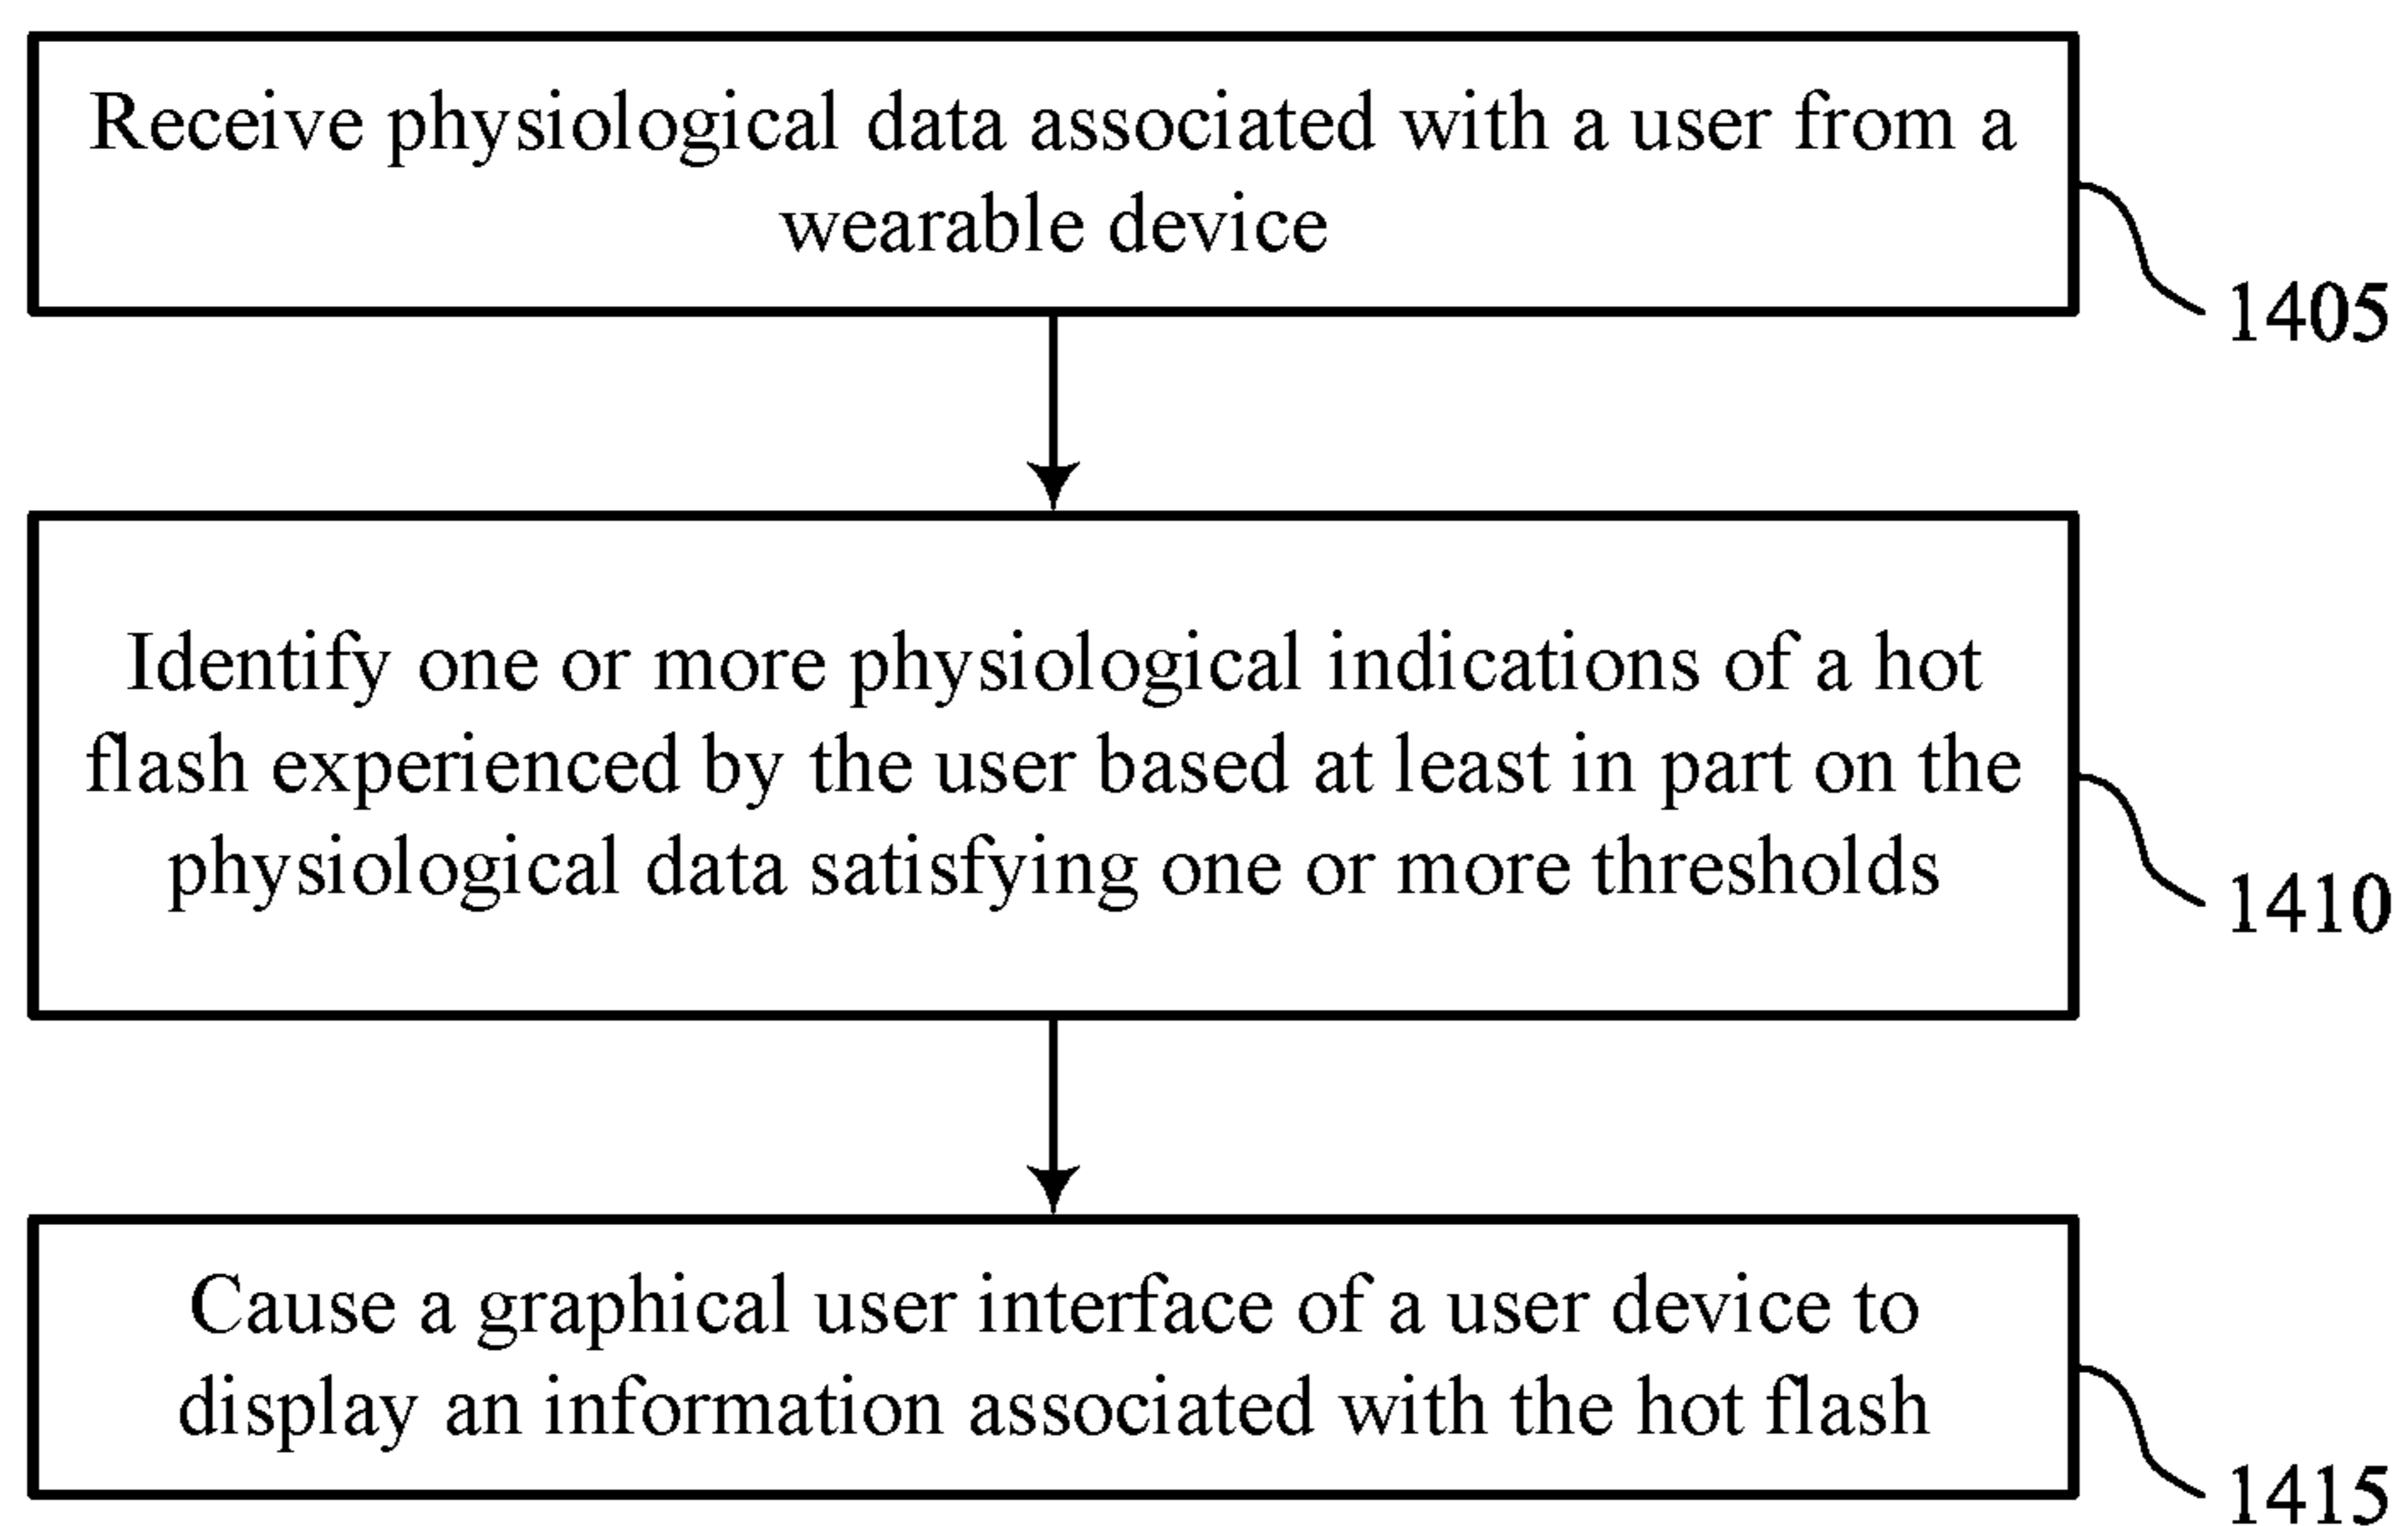 Receive physiological data associated with a user from a
wearable device
1405
Identify one or more physiological indications of a hot
flash experienced by the user based at least in part on the
physiological data satisfying one or more thresholds
1410
Cause a graphical user interface of a user device to
display an information associated with the hot flash
1415